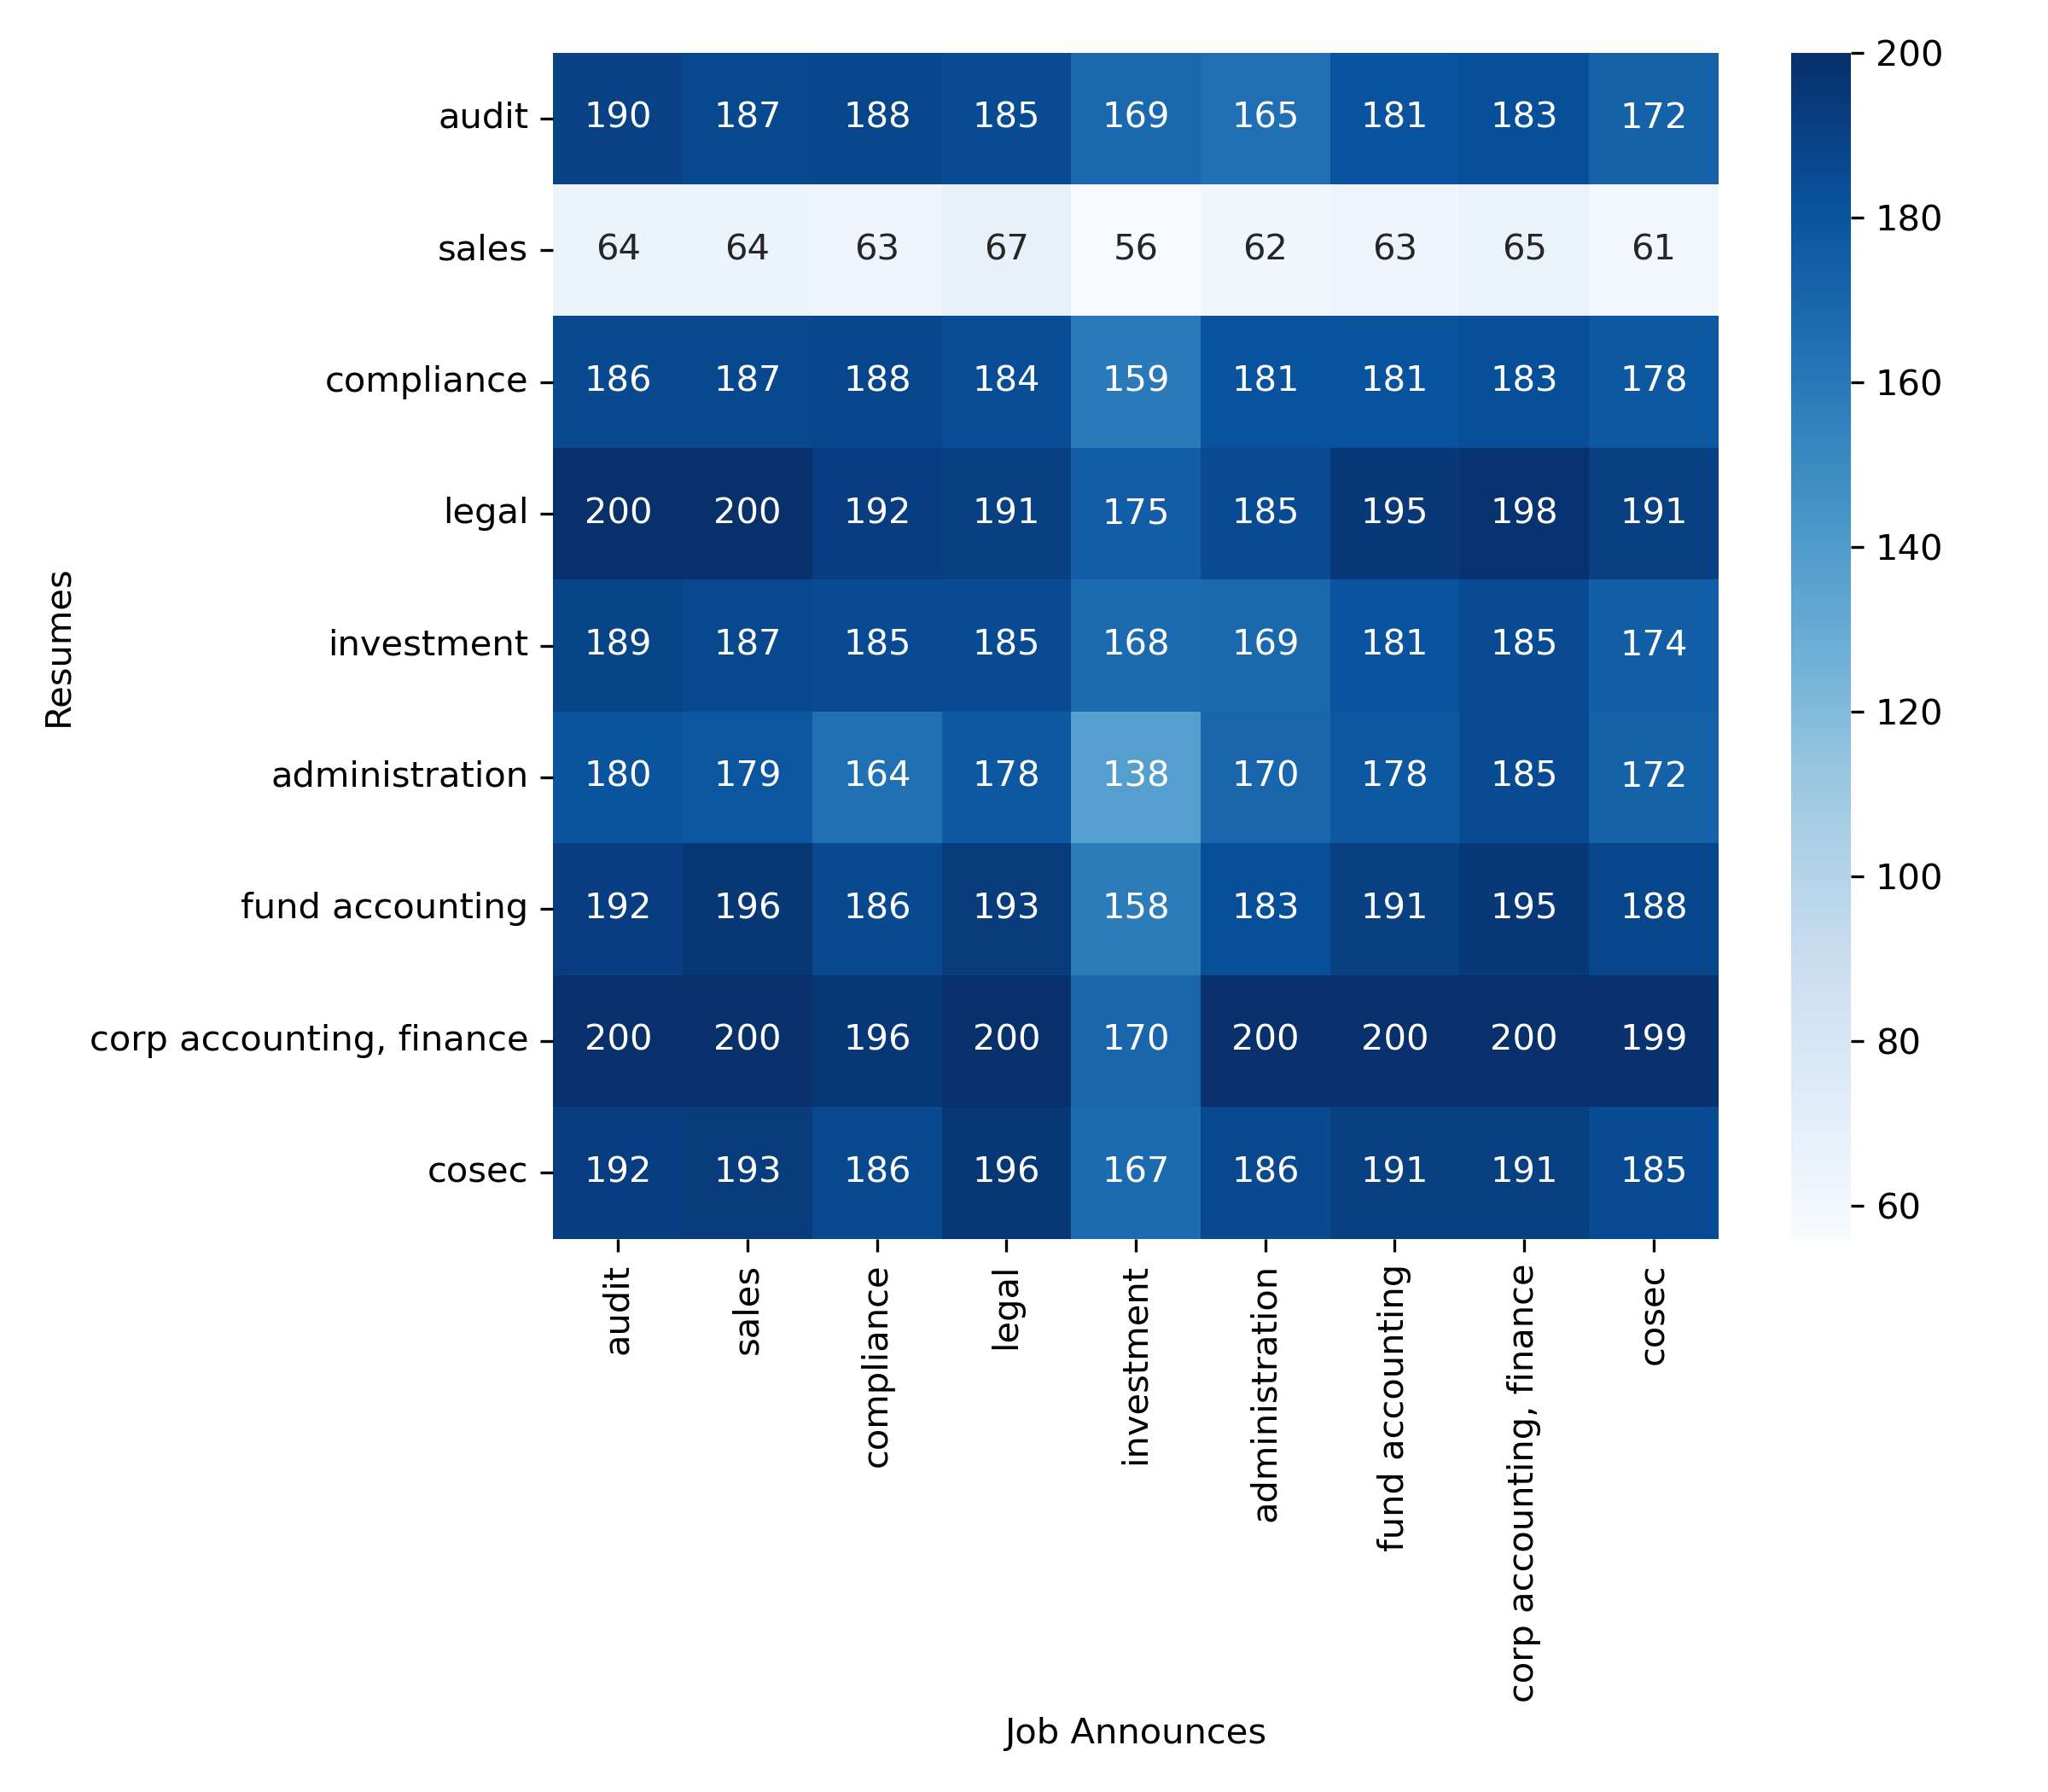 audit 190 187 188 185 169 165 181 183 172
sales 64 64 63 67 56 62 63 65 61
compliance 186 187 188 184 159 181 181 183 178
legal 200 200 192 191 175 185 195 198 191
investment 189 187 185 185 168 169 181 185 174
administration 180 179 164 178 138 170 178 185 172
fund accounting 192 196 186 193 158 183 191 195 188
corp accounting, finance 200 200 196 200 170 200 200 200 199
cosec 192 193 186 196 167 186 191 191 185
Resumes
audit
sales
compliance
legal
investment
administration
fund accounting
corp accounting, finance
cosec
Job Announces
200
180
160
140
120
100
80
60